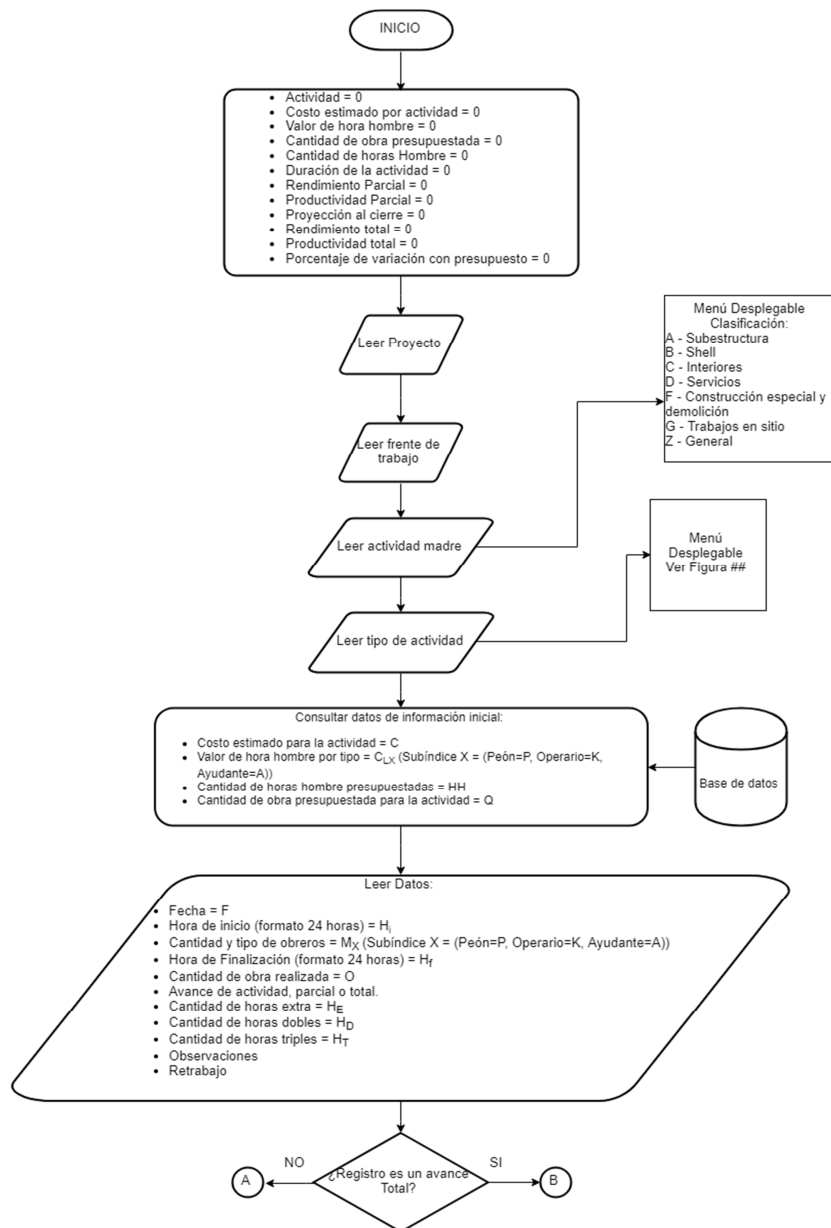 INICIO
• Actividad = 0
• Costo estimado por actividad = 0
• Valor de hora hombre = 0
• Cantidad de obra presupuestada = 0
• Cantidad de horas Hombre = 0
• Duración de la actividad = 0
• Rendimiento Parcial = 0
• Productividad Parcial = 0
• Proyección al cierre = 0
• Rendimiento total = 0
• Productividad total = 0
• Porcentaje de variación con presupuesto = 0
Leer Proyecto
Leer frente de
trabajo
Leer actividad madre
Menú Desplegable
Clasificación:
A - Subestructura
B - Shell
C - Interiores
D - Servicios
F - Construcción especial y
demolición
G - Trabajos en sitio
Z - General
Leer tipo de actividad
Menú
Desplegable
Ver Figura ##
Consultar datos de información inicial:
• Costo estimado para la actividad = C
• Valor de hora hombre por tipo = CLX (Subíndice X = (Peón=P, Operario=K,
Ayudante=A))
• Cantidad de horas hombre presupuestadas = HH
• Cantidad de obra presupuestada para la actividad = Q
Base de datos
Leer Datos:
• Fecha = F
• Hora de inicio (formato 24 horas) = Hi
• Cantidad y tipo de obreros = MX (Subíndice X = (Peón=P, Operario=K, Ayudante=A))
• Hora de Finalización (formato 24 horas) = Hf
• Cantidad de obra realizada = O
• Avance de actividad, parcial o total.
• Cantidad de horas extra = HE
• Cantidad de horas dobles = HD
• Cantidad de horas triples = HT
• Observaciones
• Retrabajo
¿Registro es un avance
Total?
NO
A
SI
B